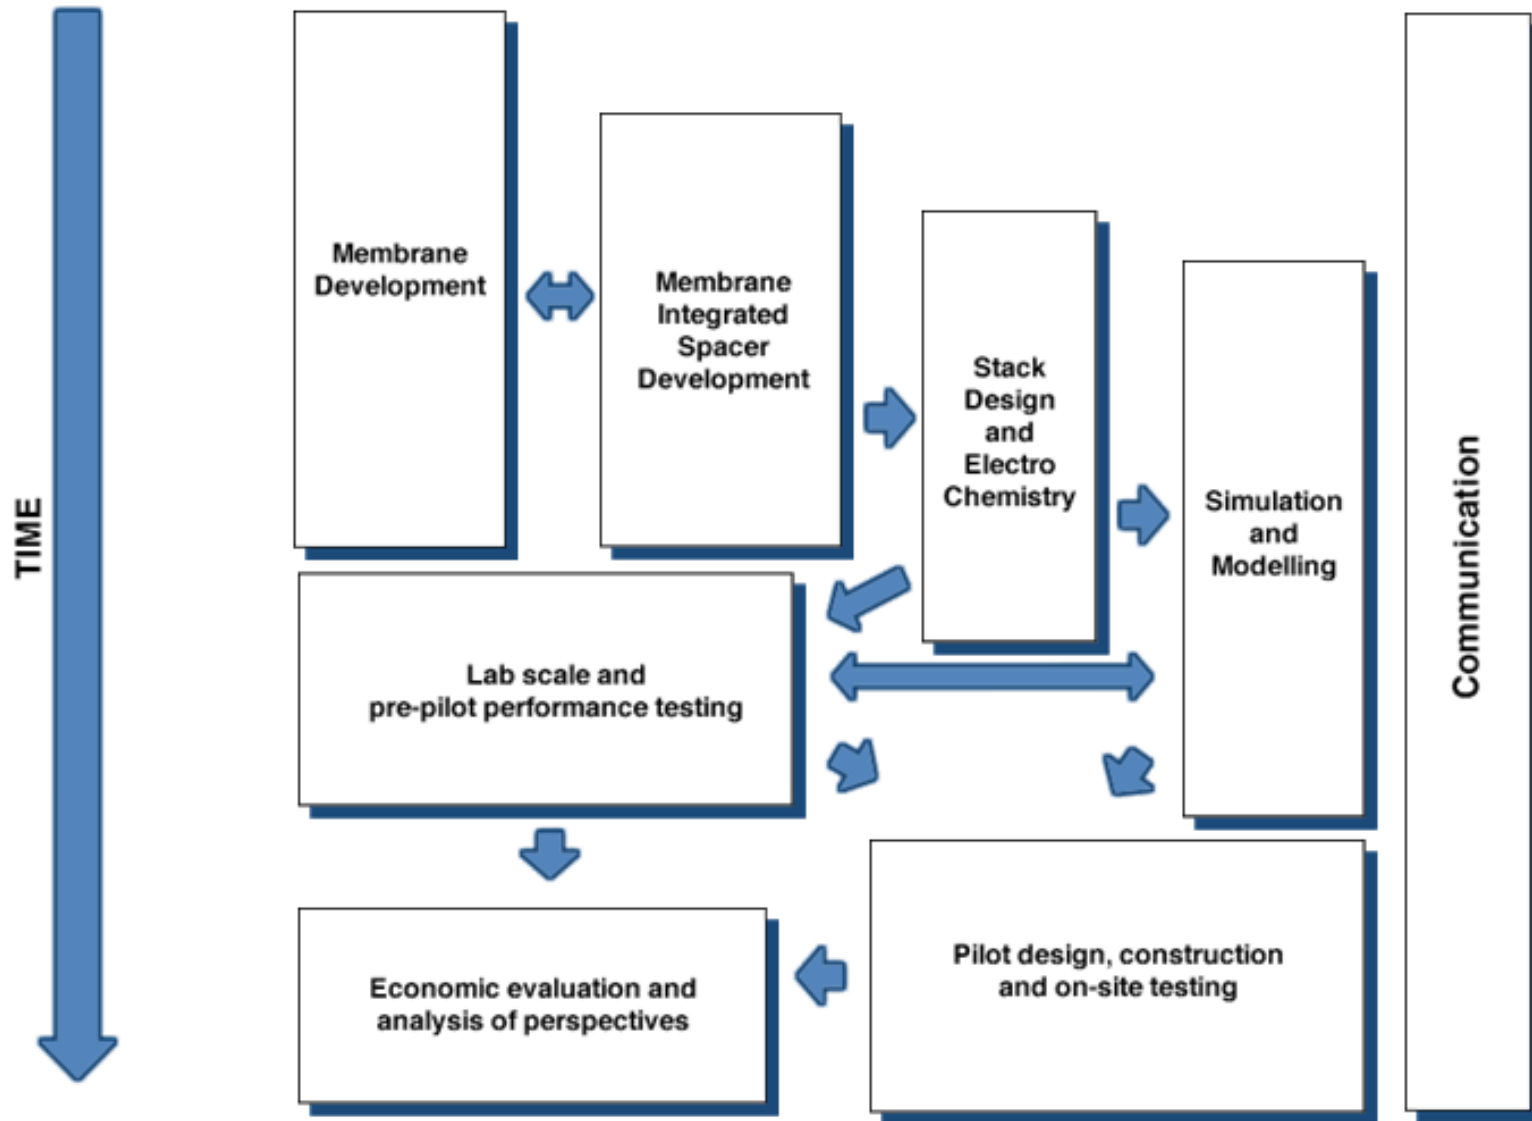 TIME
Membrane
Development
Membrane
Integrated
Spacer
Development
Stack
Design
and
Electro
Chemistry
Simulation
and
Modelling
Communication
Lab scale and
pre-pilot performance testing
Economic evaluation and
analysis of perspectives
Pilot design, construction
and on-site testing